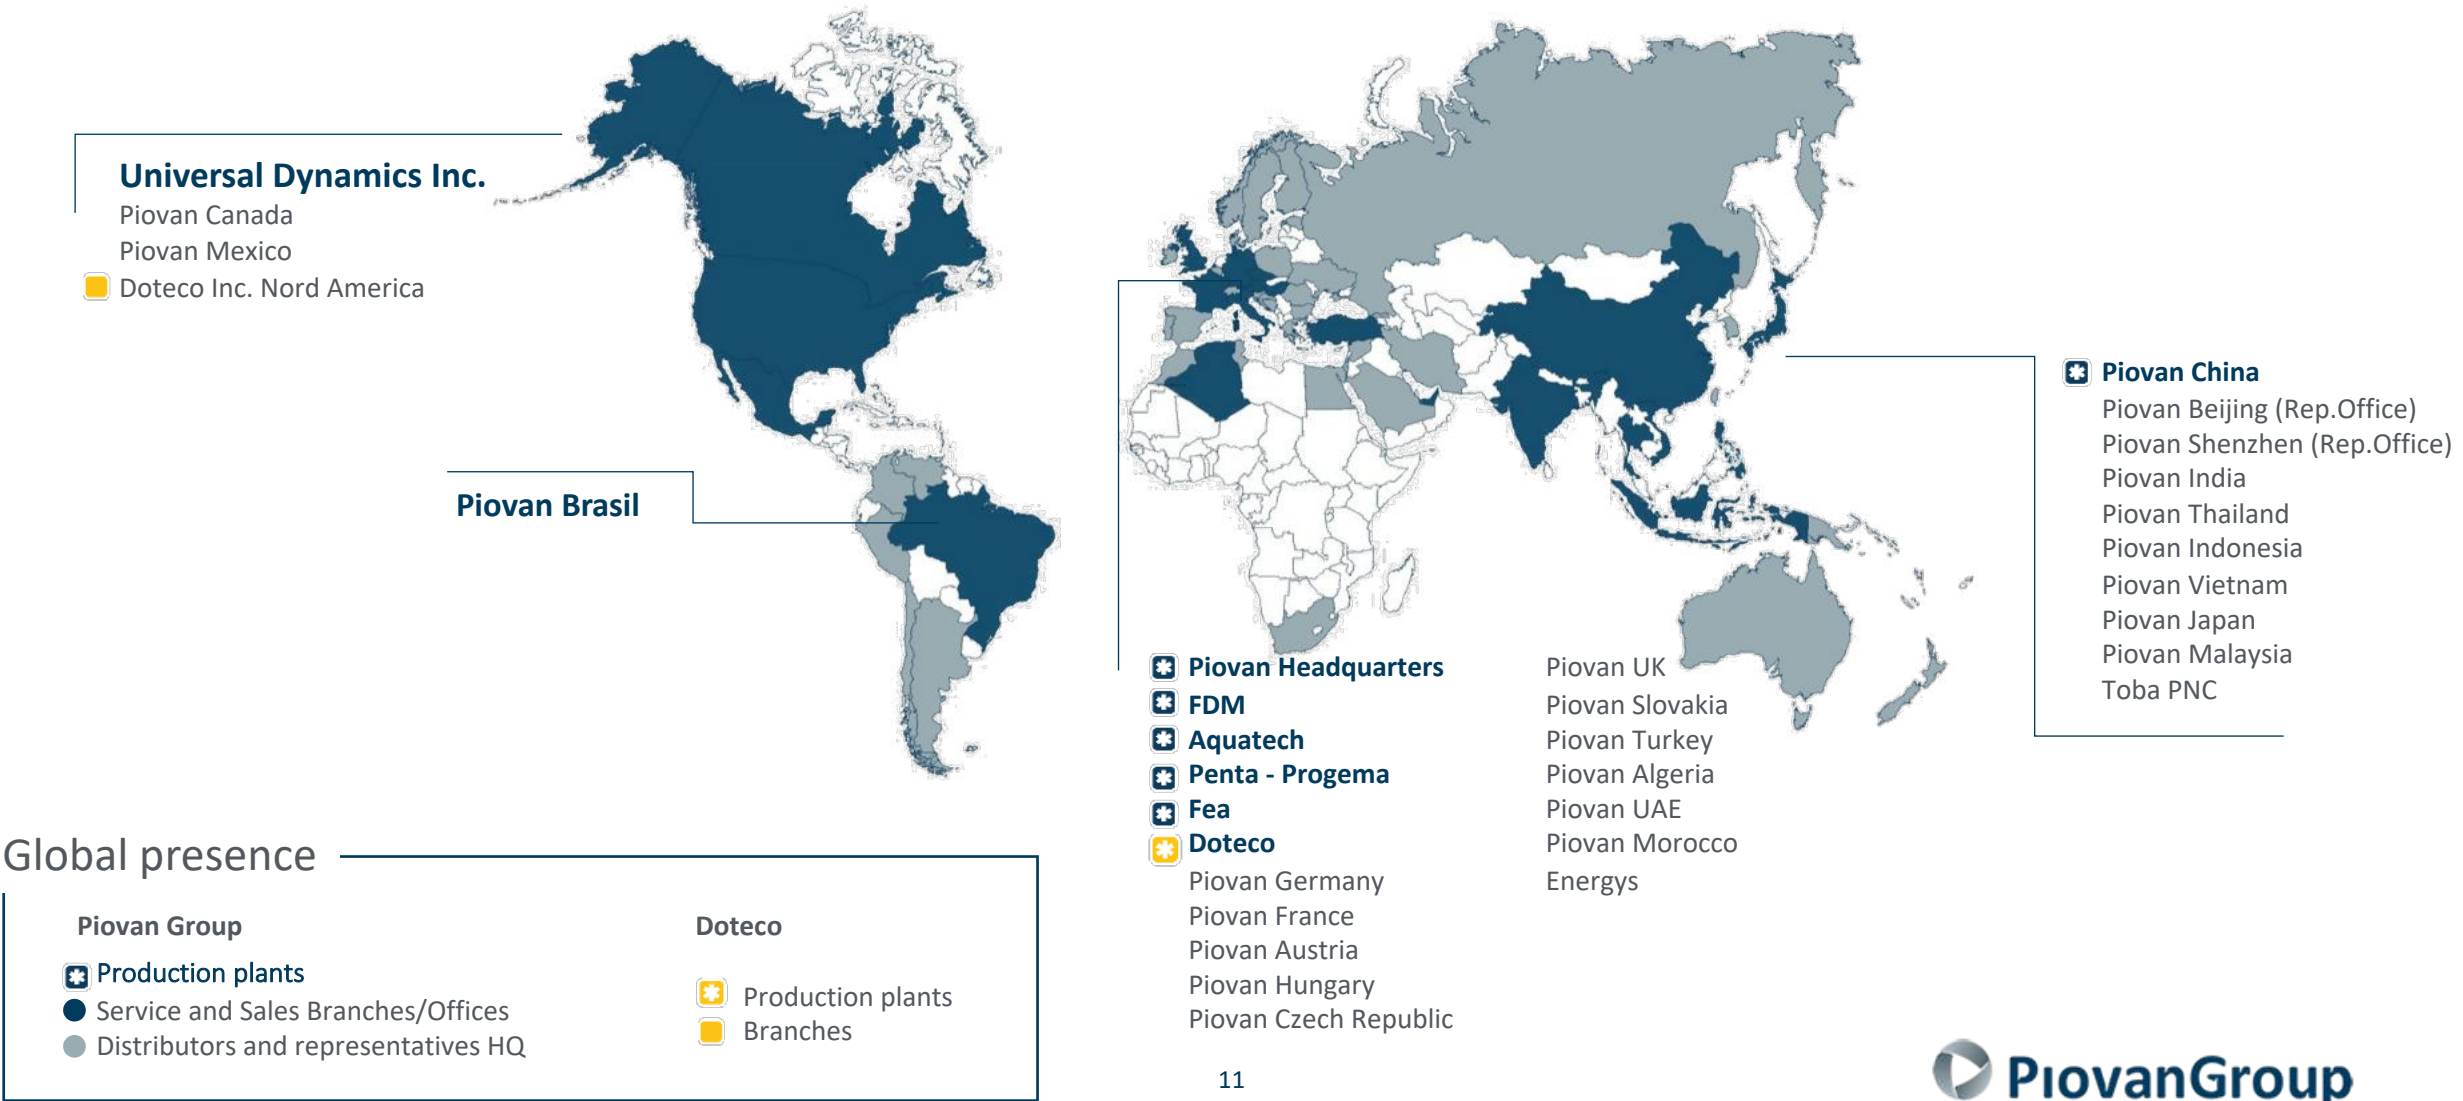 Universal Dynamics Inc.
Piovan Canada
Piovan Mexico
Doteco Inc. Nord America
Piovan Brasil
Piovan China
Piovan Beijing (Rep.Office)
Piovan Shenzhen (Rep.Office)
Piovan India
Piovan Thailand
Piovan Indonesia
Piovan Vietnam
Piovan Japan
Piovan Malaysia
Toba PNC
Piovan Headquarters
FDM
Aquatech
Penta - Progema
Fea
Doteco
Piovan Germany
Piovan France
Piovan Austria
Piovan Hungary
Piovan Czech Republic
Piovan UK
Piovan Slovakia
Piovan Turkey
Piovan Algeria
Piovan UAE
Piovan Morocco
Energys
Global presence
Piovan Group
Production plants
Service and Sales Branches/Offices
Distributors and representatives HQ
Doteco
Production plants
Branches
11
PiovanGroup